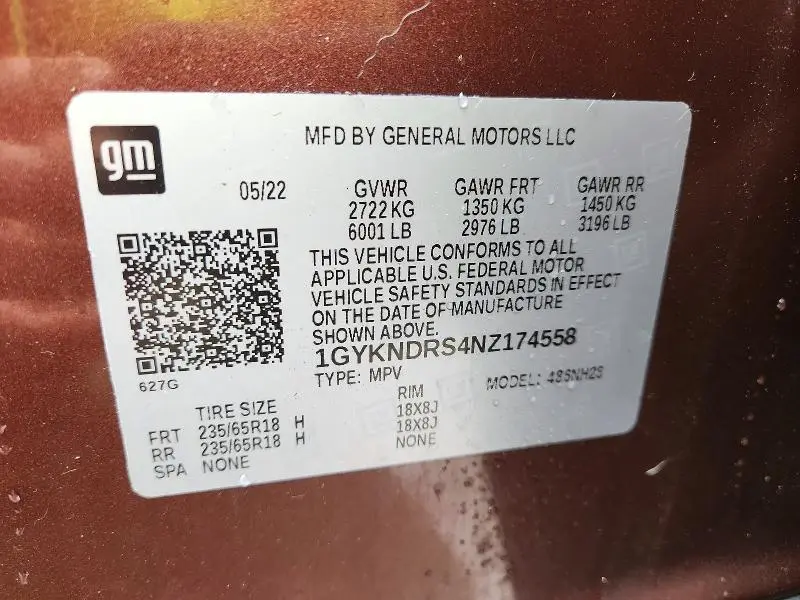 gm
MFD BY GENERAL MOTORS LLC
05/22 GVWR GAWR FRT GAWR RR
2722 KG 1350 KG 1450 KG
6001 LB 2976 LB 3196 LB
THIS VEHICLE CONFORMS TO ALL
APPLICABLE U.S. FEDERAL MOTOR
VEHICLE SAFETY STANDARDS IN EFFECT
ON THE DATE OF MANUFACTURE
SHOWN ABOVE.
1GYKNDRS4NZ174558
627G
TYPE: MPV MODEL:
TIRE SIZE RIM
FRT 235/65R18 H 18X8J
RR 235/65R18 H 18X8J
SPA NONE NONE